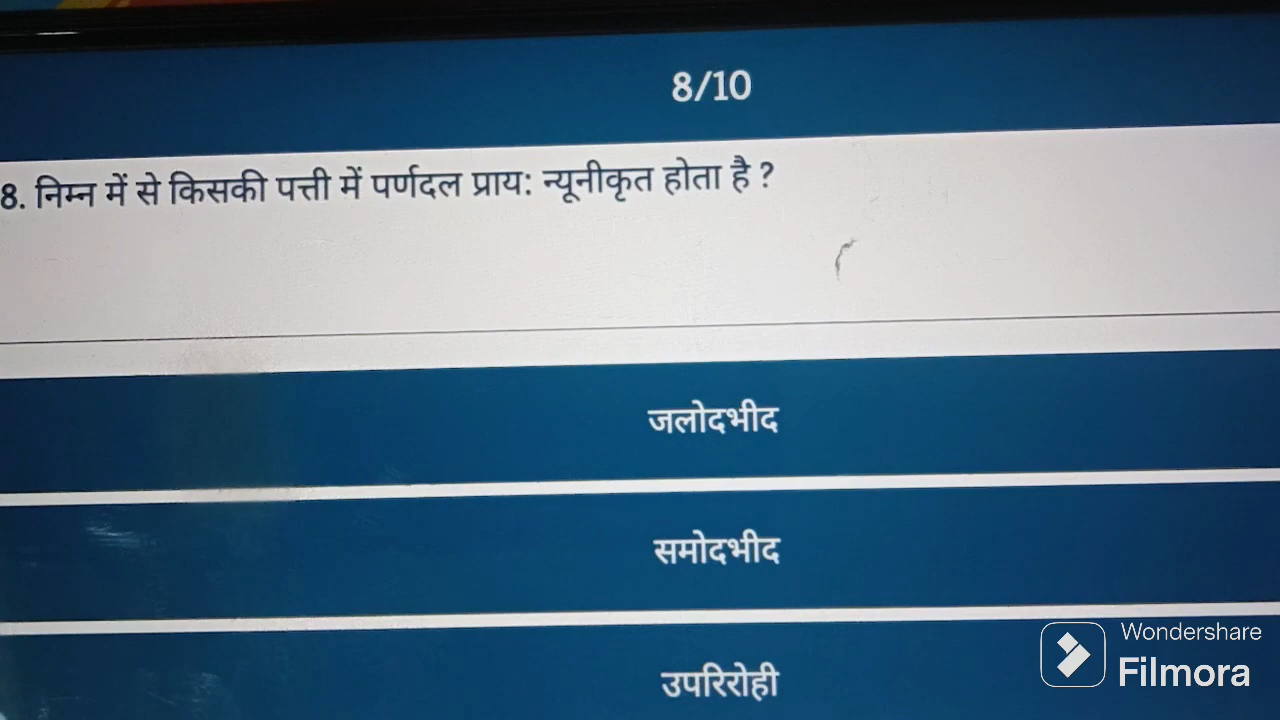 8/10
8. निम्न में से किसकी पत्ती में पर्णदल प्राय: न्यूनीकृत होता है ?
जलोदभीद
समोदभीद
उपरिरोही
Wondershare
Filmora